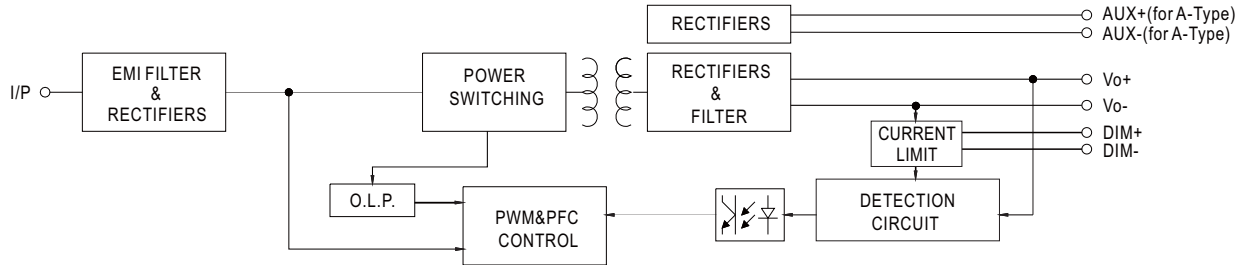 RECTIFIERS
AUX+(for A-Type)
AUX-(for A-Type)
I/P
EMI FILTER
&
RECTIFIERS
POWER
SWITCHING
RECTIFIERS
&
FILTER
Vo+
Vo-
CURRENT
LIMIT
DIM+
DIM-
O.L.P.
PWM&PFC
CONTROL
DETECTION
CIRCUIT